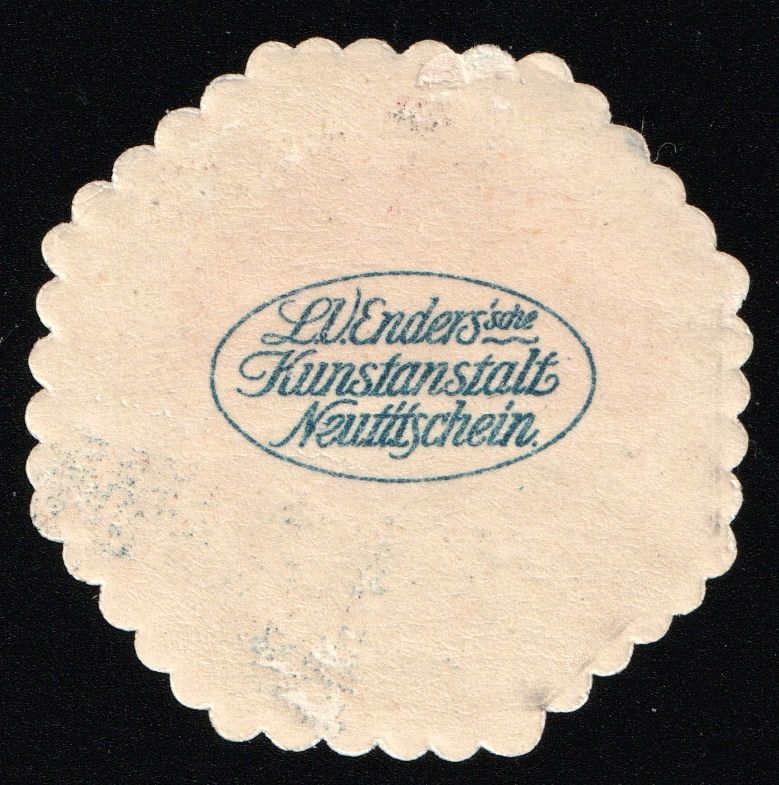 L.V. Enders'sche
Kunstanstalt
Neutitschein.